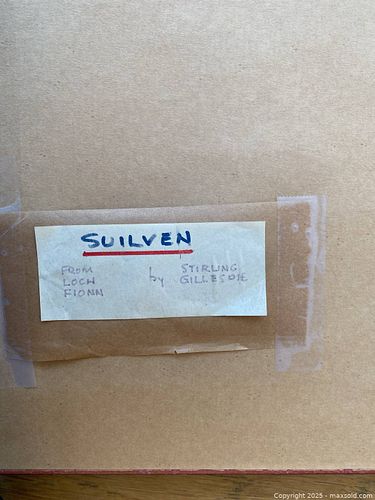 SUILVEN
FROM
LOCH
FIONN
by
STIRLING
GILLESPIE
Copyright 2025 - maxsold.com